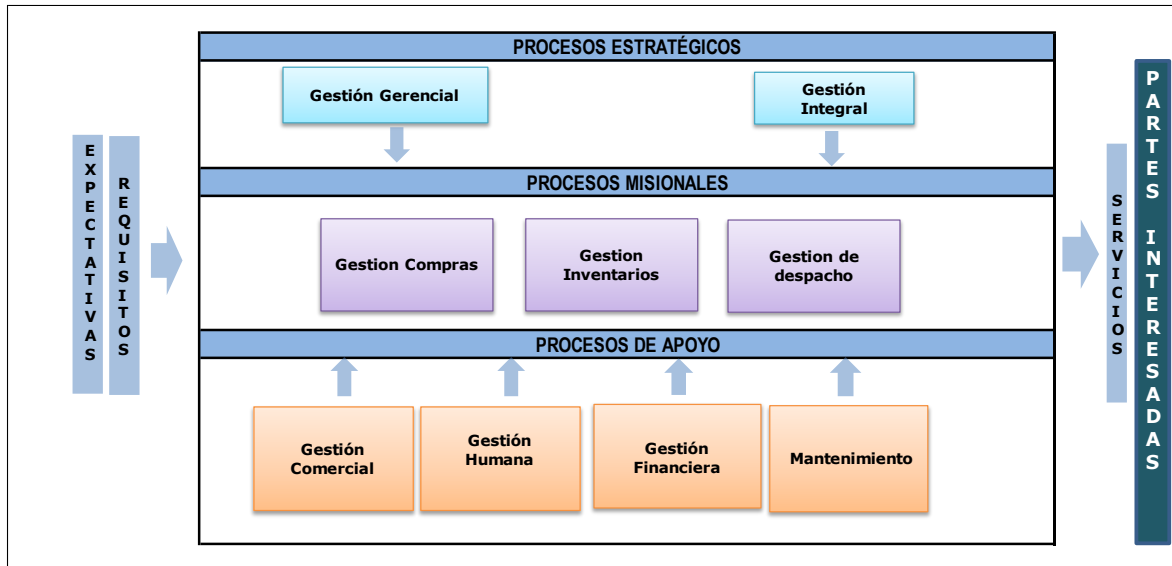 EXPECTATIVAS
REQUISITOS
PROCESOS ESTRATÉGICOS
Gestión Gerencial
Gestión
Integral
PROCESOS MISIONALES
Gestion Compras
Gestion
Inventarios
Gestion de
despacho
PROCESOS DE APOYO
Gestión
Comercial
Gestión
Humana
Gestión
Financiera
Mantenimiento
SERVICIOS
PARTES INTERESADAS